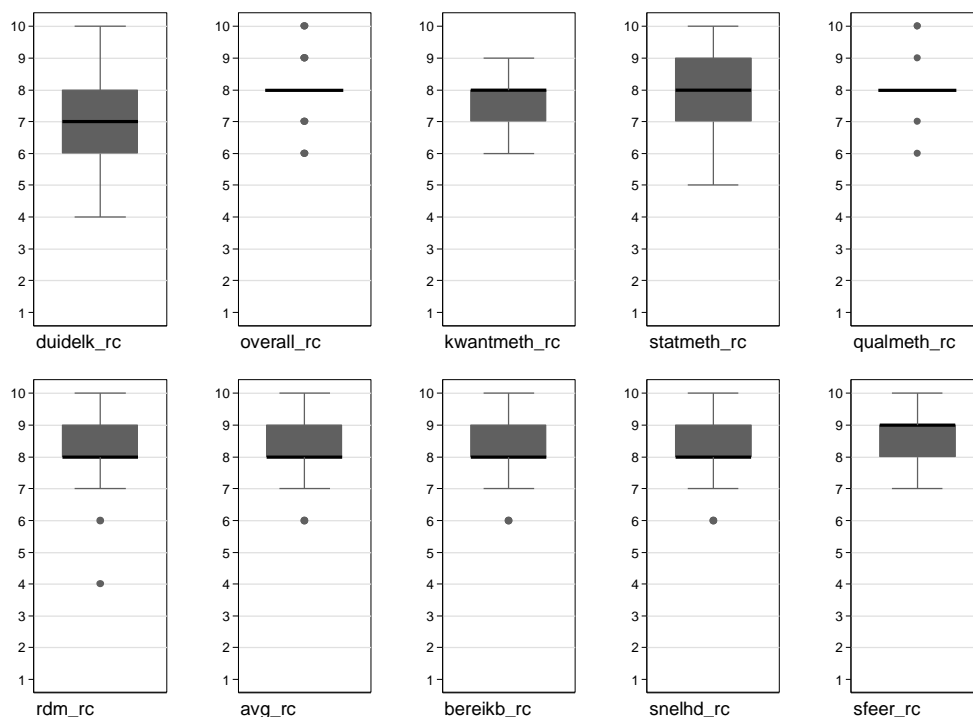 10 10 10 10 10
9 9 9 9 9
8 8 8 8 8
7 7 7 7 7
6 6 6 6 6
5 5 5 5 5
4 4 4 4 4
3 3 3 3 3
2 2 2 2 2
1 1 1 1 1
duidelk_rc overall_rc kwantmeth_rc statmeth_rc qualmeth_rc
10 10 10 10 10
9 9 9 9 9
8 8 8 8 8
7 7 7 7 7
6 6 6 6 6
5 5 5 5 5
4 4 4 4 4
3 3 3 3 3
2 2 2 2 2
1 1 1 1 1
rdm_rc avg_rc bereikb_rc snelhd_rc sfeer_rc